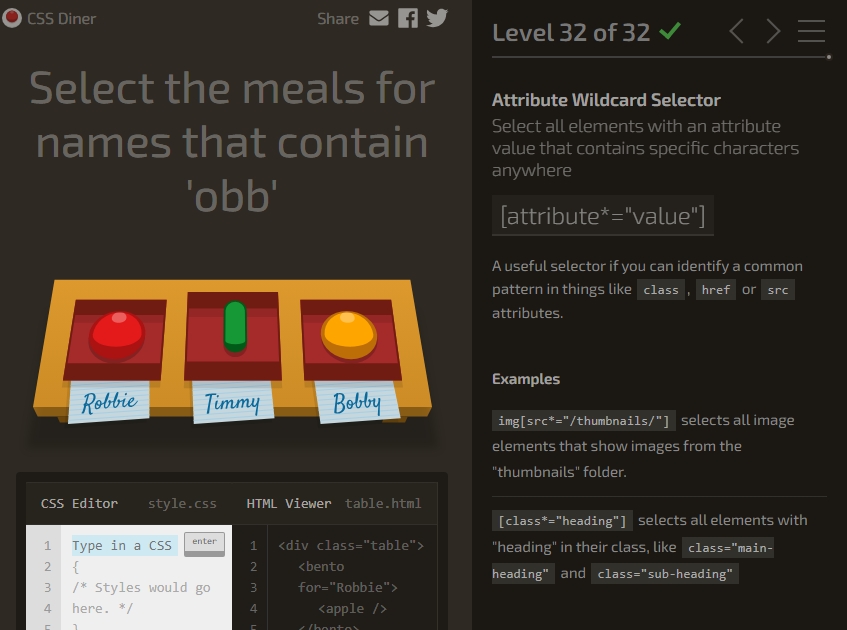 CSS Diner
Share
Select the meals for
names that contain
'obb'
Robbie
Timmy
Bobby
CSS Editor
style.css
HTML Viewer
table.html
1 Type in a CSS
enter
2 {
3 /* Styles would go
4 here. */
5 }
1 <div class="table">
2 <bento
3 for="Robbie">
4 <apple />
5 </bento>
Level 32 of 32
Attribute Wildcard Selector
Select all elements with an attribute
value that contains specific characters
anywhere
[attribute*="value"]
A useful selector if you can identify a common
pattern in things like class, href or src
attributes.
Examples
img[src*="/thumbnails/"] selects all image
elements that show images from the
"thumbnails" folder.
[class*="heading"] selects all elements with
"heading" in their class, like class="main-
heading" and class="sub-heading"